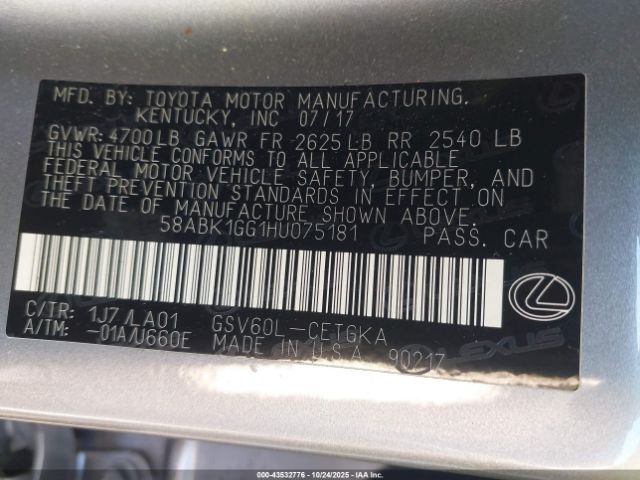 MFD. BY: TOYOTA MOTOR MANUFACTURING,
KENTUCKY, INC 07/17
GVWR: 4700LB GAWR FR 2625LB RR 2540 LB
THIS VEHICLE CONFORMS TO ALL APPLICABLE
FEDERAL MOTOR VEHICLE SAFETY, BUMPER, AND
THEFT PREVENTION STANDARDS IN EFFECT ON
THE DATE OF MANUFACTURE SHOWN ABOVE.
58ABK1GG1HU075181 PASS. CAR
C/TR: 1J7/LA01 GSV60L-CETGKA
A/TM: -01A/U660E MADE IN U.S.A. 90217
LEXUS
IAA - 43532776 - 10/24/2025 - IAAI.COM